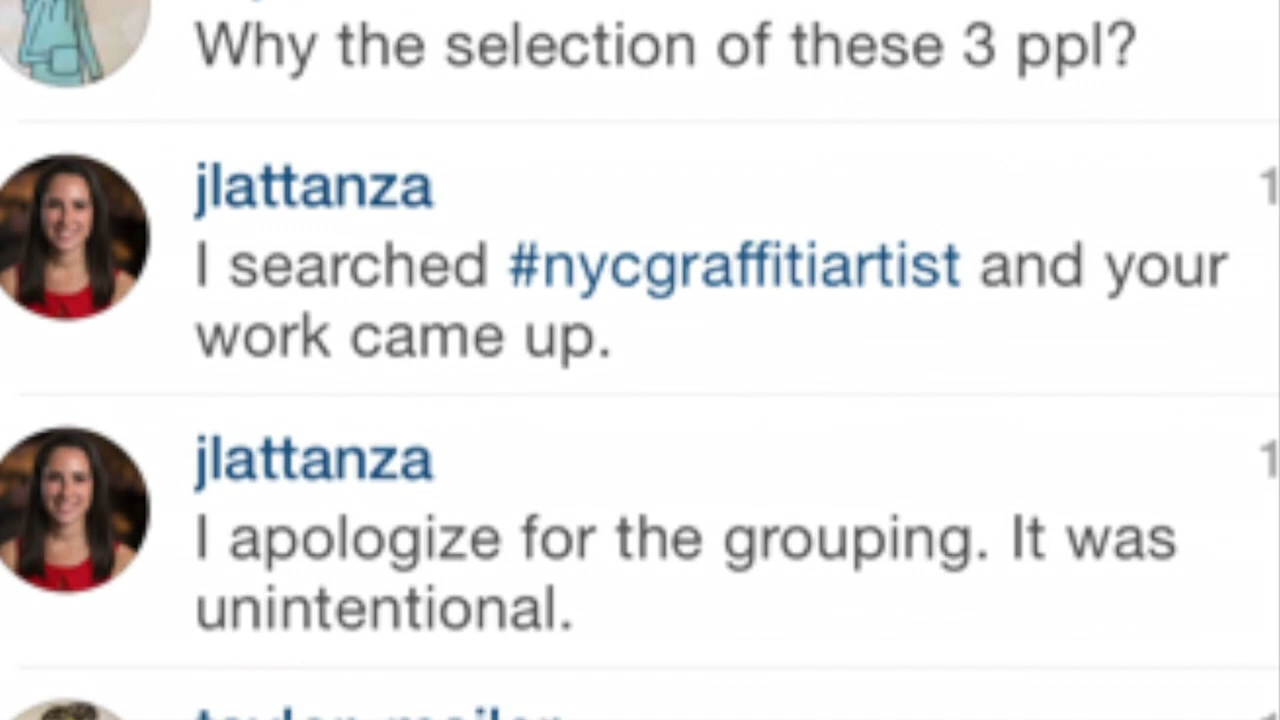 Why the selection of these 3 ppl?
jlattanza
I searched #nycgraffitiartist and your
work came up.
jlattanza
I apologize for the grouping. It was
unintentional.